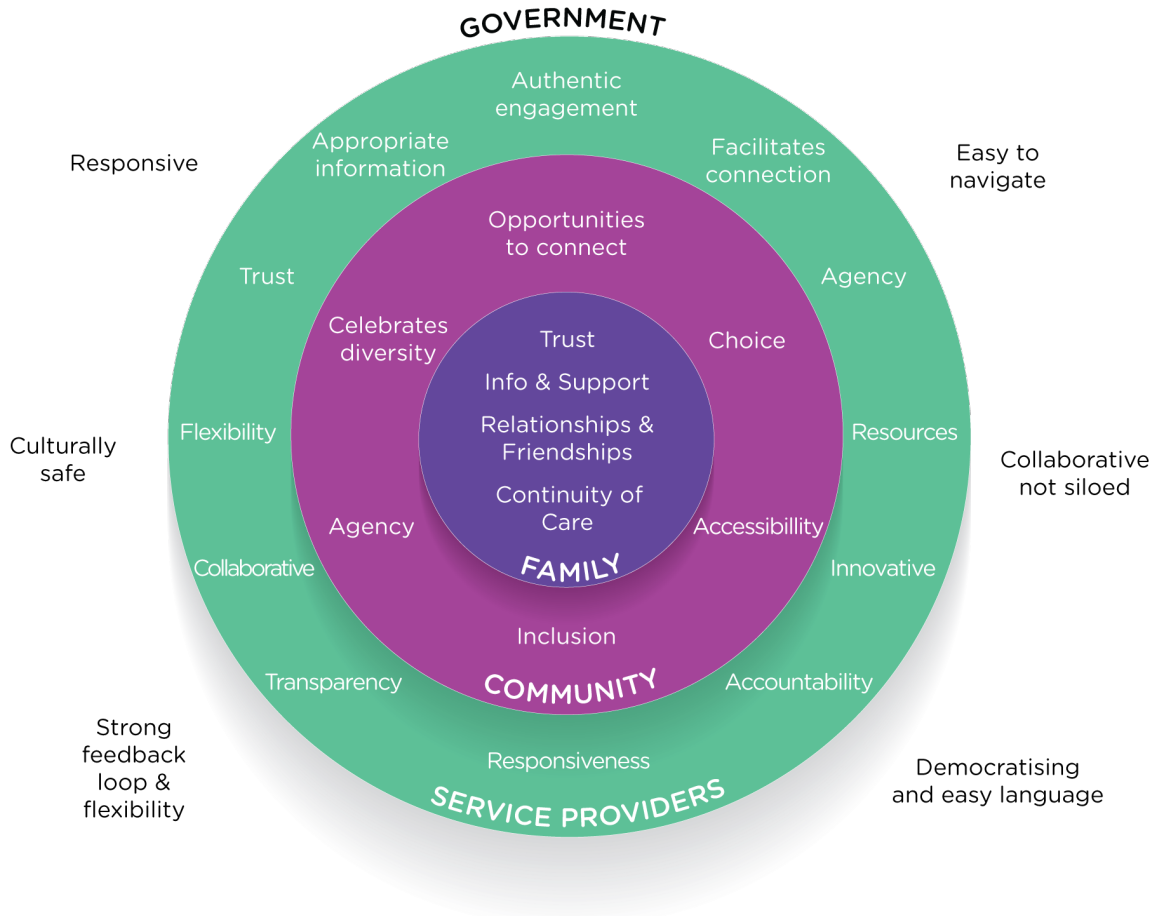 GOVERNMENT
Authentic
engagement
Appropriate
information
Facilitates
connection
Responsive
Easy to
navigate
Opportunities
to connect
Trust
Agency
Celebrates
diversity
Choice
Trust
Info & Support
Relationships &
Friendships
Continuity of
Care
FAMILY
Flexibility
Resources
Culturally
safe
Collaborative
not siloed
Agency
Accessibillity
Collaborative
Innovative
Inclusion
COMMUNITY
Transparency
Accountability
Strong
feedback
loop &
flexibility
Responsiveness
SERVICE PROVIDERS
Democratising
and easy language